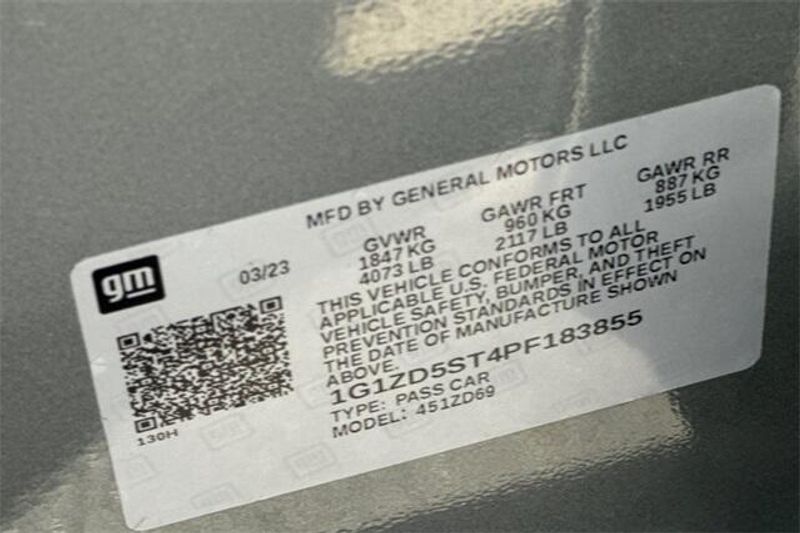 MFD BY GENERAL MOTORS LLC
gm
03/23
GVWR
1847 KG
4073 LB
GAWR FRT
960 KG
2117 LB
GAWR RR
887 KG
1955 LB
THIS VEHICLE CONFORMS TO ALL
APPLICABLE U.S. FEDERAL MOTOR
VEHICLE SAFETY, BUMPER, AND THEFT
PREVENTION STANDARDS IN EFFECT ON
THE DATE OF MANUFACTURE SHOWN
ABOVE.
1G1ZD5ST4PF183855
TYPE: PASS CAR
MODEL: 451ZD69
130H